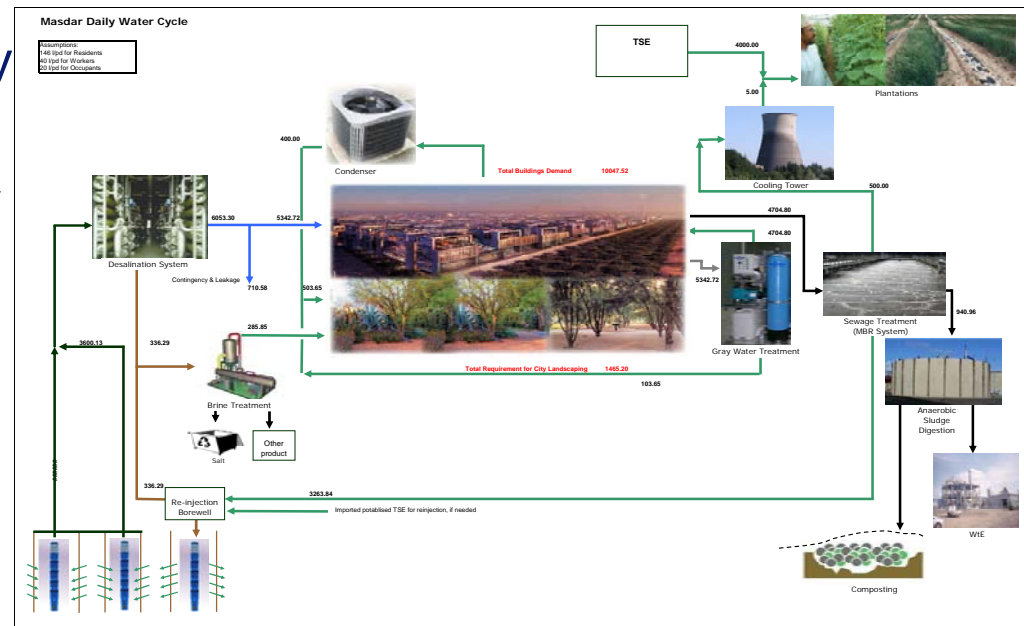 Masdar Daily Water Cycle
Assumptions:
146 l/pd for Residents
40 l/pd for Workers
20 l/pd for Occupants
TSE
4000.00
5.00
Plantations
Cooling Tower
500.00
400.00
Condenser
Total Buildings Demand 10047.52
Desalination System
6053.30
5342.72
Contingency & Leakage
710.58
503.65
4704.80
4704.80
5342.72
Gray Water Treatment
Sewage Treatment
(MBR System)
940.96
3600.13
336.29
285.85
Brine Treatment
Total Requirement for City Landscaping 1465.20
103.65
Salt
Other
product
Anaerobic
Sludge
Digestion
WtE
336.29
Re-injection
Borewell
3263.84
Imported potablised TSE for reinjection, if needed
Composting